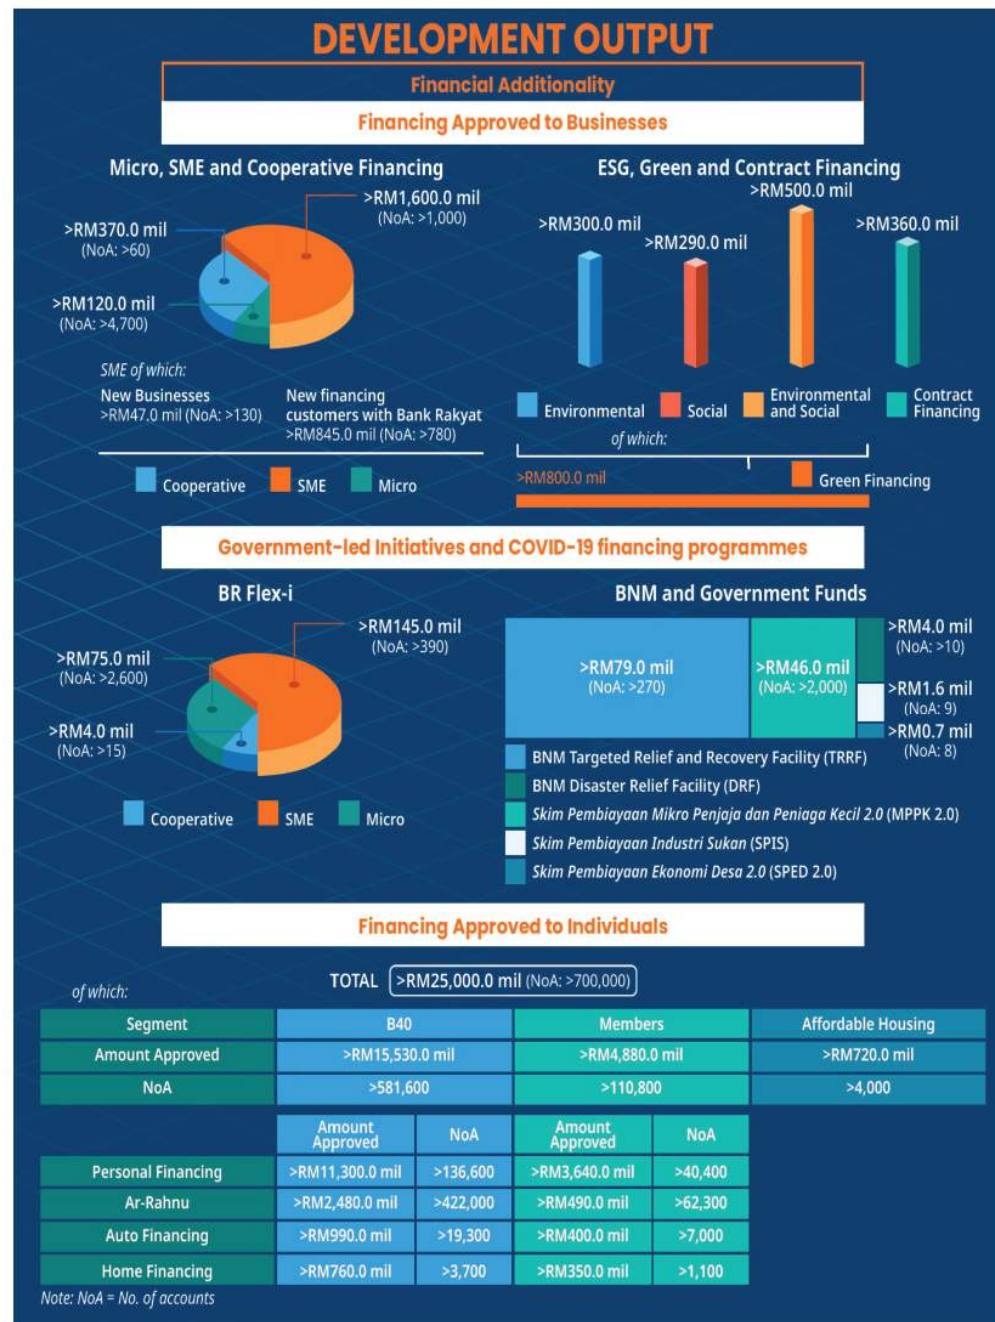 DEVELOPMENT OUTPUT
Financial Additionality
Financing Approved to Businesses
Micro, SME and Cooperative Financing
>RM1,600.0 mil
(NoA: >1,000)
>RM370.0 mil
(NoA: >60)
>RM120.0 mil
(NoA: >4,700)
SME of which:
New Businesses
>RM47.0 mil (NoA: >130)
New financing
customers with Bank Rakyat
>RM845.0 mil (NoA: >780)
Cooperative
SME
Micro
ESG, Green and Contract Financing
>RM300.0 mil
>RM290.0 mil
>RM500.0 mil
>RM360.0 mil
Environmental
Social
Environmental
and Social
Contract
Financing
of which:
>RM800.0 mil
Green Financing
Government-led Initiatives and COVID-19 financing programmes
BR Flex-i
>RM145.0 mil
(NoA: >390)
>RM75.0 mil
(NoA: >2,600)
>RM4.0 mil
(NoA: >15)
Cooperative
SME
Micro
BNM and Government Funds
>RM79.0 mil
(NoA: >270)
>RM46.0 mil
(NoA: >2,000)
>RM4.0 mil
(NoA: >10)
>RM1.6 mil
(NoA: 9)
>RM0.7 mil
(NoA: 8)
BNM Targeted Relief and Recovery Facility (TRRF)
BNM Disaster Relief Facility (DRF)
Skim Pembiayaan Mikro Penjaja dan Peniaga Kecil 2.0 (MPPK 2.0)
Skim Pembiayaan Industri Sukan (SPIS)
Skim Pembiayaan Ekonomi Desa 2.0 (SPED 2.0)
Financing Approved to Individuals
TOTAL >RM25,000.0 mil (NoA: >700,000)
of which:
Segment B40 Members Affordable Housing
Amount Approved >RM15,530.0 mil >RM4,880.0 mil >RM720.0 mil
NoA >581,600 >110,800 >4,000
Amount Approved NoA Amount Approved NoA
Personal Financing >RM11,300.0 mil >136,600 >RM3,640.0 mil >40,400
Ar-Rahnu >RM2,480.0 mil >422,000 >RM490.0 mil >62,300
Auto Financing >RM990.0 mil >19,300 >RM400.0 mil >7,000
Home Financing >RM760.0 mil >3,700 >RM350.0 mil >1,100
Note: NoA = No. of accounts